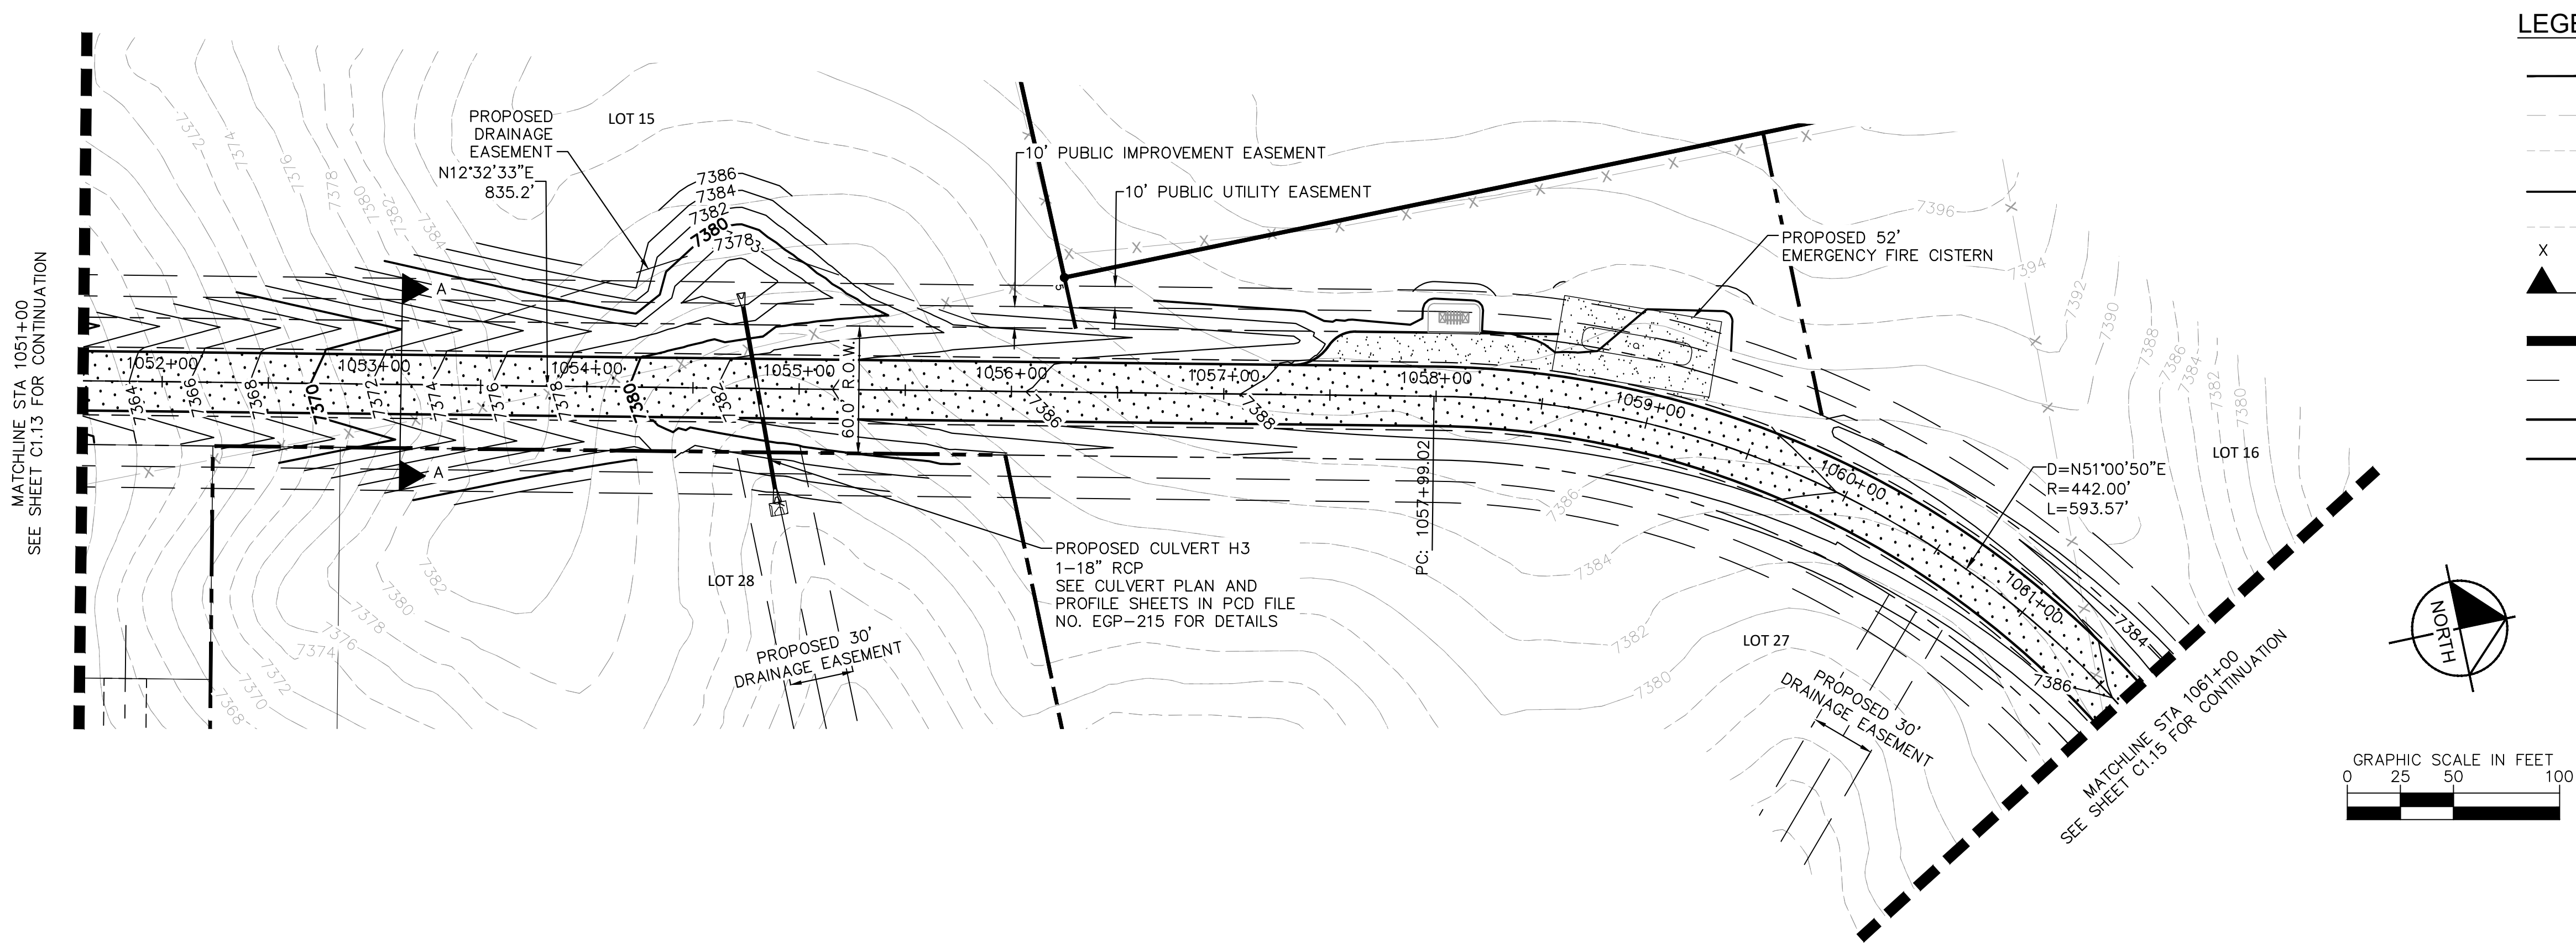 LEGE
X
MATCHLINE STA 1051+00
SEE SHEET C1.13 FOR CONTINUATION
PROPOSED
DRAINAGE
EASEMENT
N12°32'33"E
835.2'
LOT 15
10' PUBLIC IMPROVEMENT EASEMENT
10' PUBLIC UTILITY EASEMENT
PROPOSED 52'
EMERGENCY FIRE CISTERN
7372
7374
7376
7378
7380
7382
7384
7386
7384
7382
7380
7378
7396
7394
7392
7390
7388
7386
7384
7382
7380
A
A
5
1052+00
1053+00
1054+00
1055+00
1056+00
1057+00
1058+00
1059+00
1060+00
1061+00
7364
7366
7368
7370
7372
7374
7376
7378
7380
7382
7386
7388
60.0' R.O.W.
PC: 1057+99.02
D=N51°00'50"E
R=442.00'
L=593.57'
LOT 16
PROPOSED CULVERT H3
1-18" RCP
SEE CULVERT PLAN AND
PROFILE SHEETS IN PCD FILE
NO. EGP-215 FOR DETAILS
LOT 28
PROPOSED 30'
DRAINAGE EASEMENT
7382
7380
7378
7376
7374
7372
7370
7368
7386
7384
7382
7380
LOT 27
PROPOSED 30'
DRAINAGE EASEMENT
7384
7386
MATCHLINE STA 1061+00
SEE SHEET C1.15 FOR CONTINUATION
NORTH
GRAPHIC SCALE IN FEET
0 25 50 100